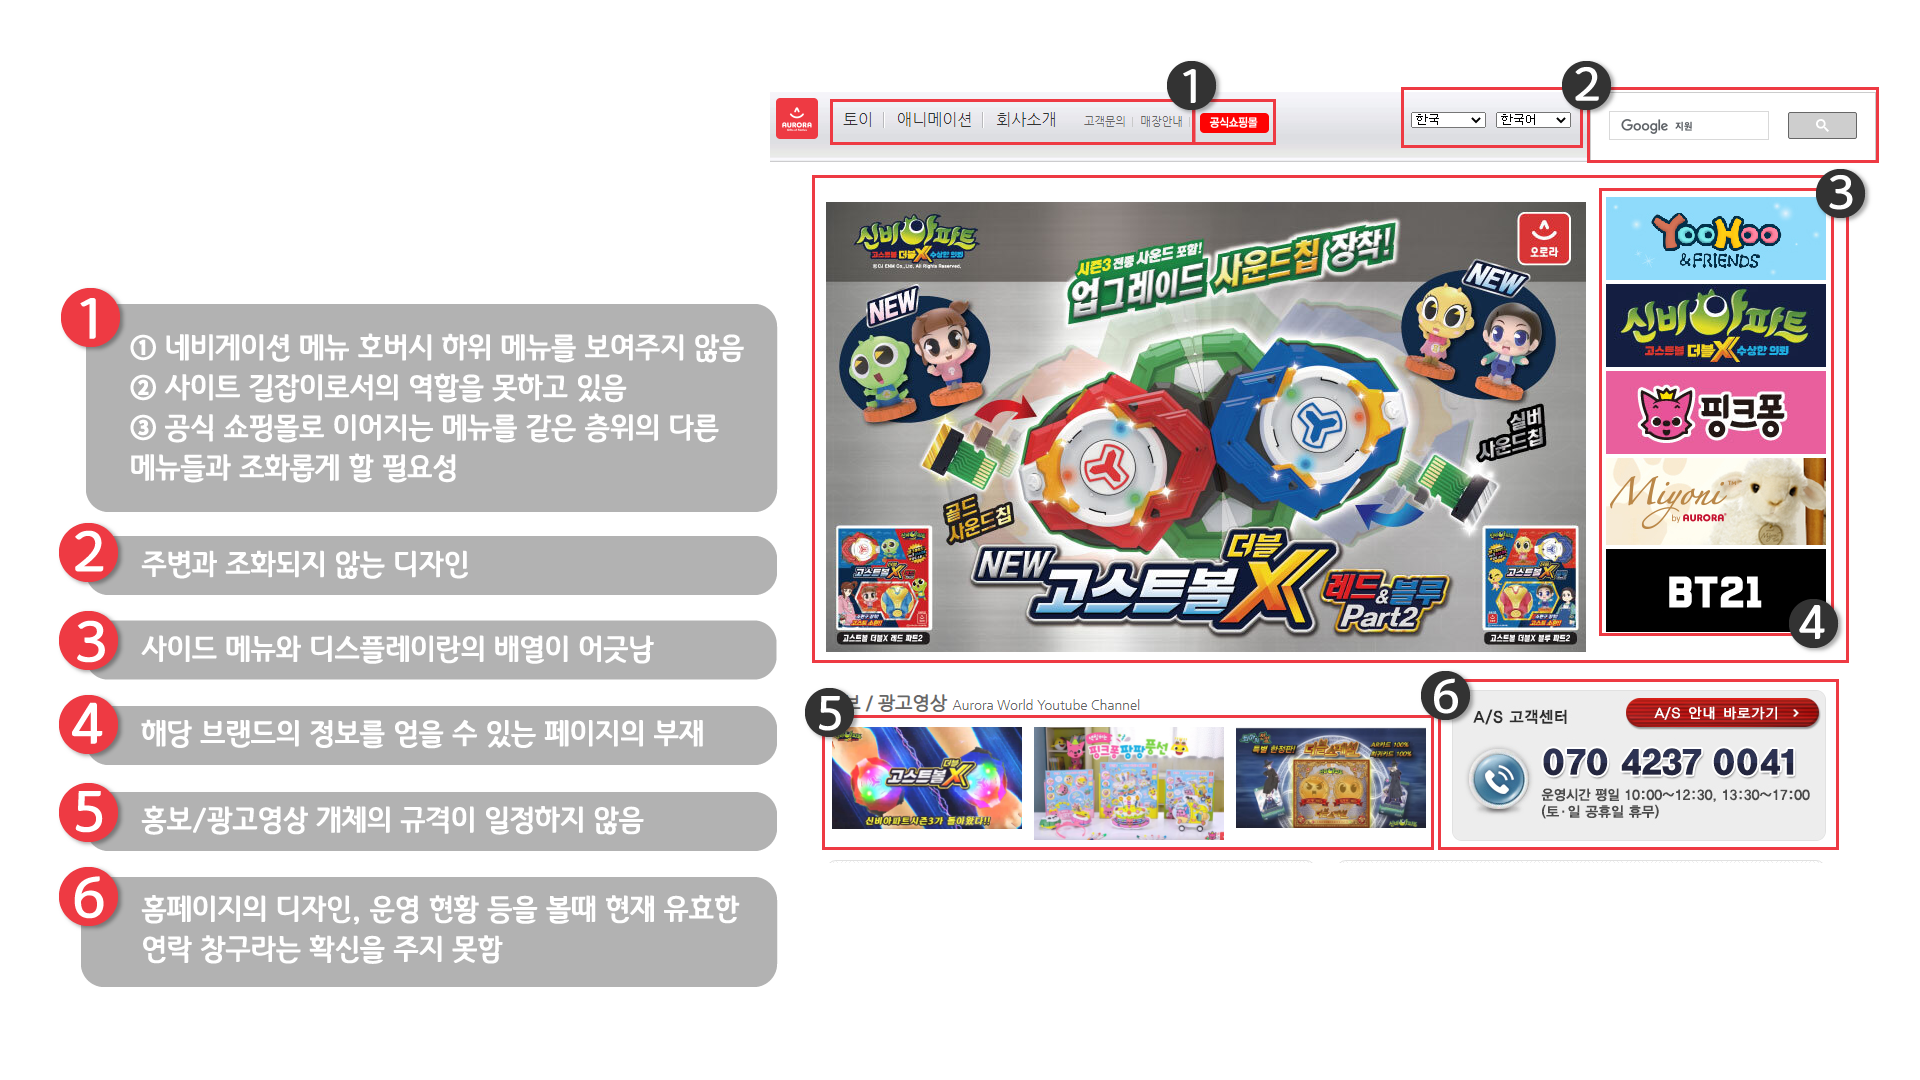 1
① 네비게이션 메뉴 호버시 하위 메뉴를 보여주지 않음
② 사이트 길잡이로서의 역할을 못하고 있음
③ 공식 쇼핑몰로 이어지는 메뉴를 같은 층위의 다른
메뉴들과 조화롭게 할 필요성
2
주변과 조화되지 않는 디자인
3
사이드 메뉴와 디스플레이란의 배열이 어긋남
4
해당 브랜드의 정보를 얻을 수 있는 페이지의 부재
5
홍보/광고영상 개체의 규격이 일정하지 않음
6
홈페이지의 디자인, 운영 현황 등을 볼때 현재 유효한
연락 창구라는 확신을 주지 못함
1
2
AURORA
토이 애니메이션 회사소개 고객문의 매장안내 공식쇼핑몰
한국 한국어
Google 지원
3
신비아파트
고스트볼 더블X 수상한 의뢰
시즌3 전종 사운드 포함!
업그레이드 사운드칩 장착!
오로라
NEW
NEW
실버
사운드칩
골드
사운드칩
NEW 고스트볼 더블X 레드&블루
Part2
고스트볼 더블X 레드 파트2
고스트볼 더블X 블루 파트2
YooHoo
&FRIENDS
신비아파트
고스트볼 더블X 수상한 의뢰
핑크퐁
Miyoni
by AURORA
BT21
4
5
보 / 광고영상 Aurora World Youtube Channel
고스트볼 더블X
신비아파트시즌3가 돌아왔다!!
핑크퐁 팡팡풍선
특별 한정판!
6
A/S 고객센터
A/S 안내 바로가기 >
070 4237 0041
운영시간 평일 10:00~12:30, 13:30~17:00
(토·일 공휴일 휴무)